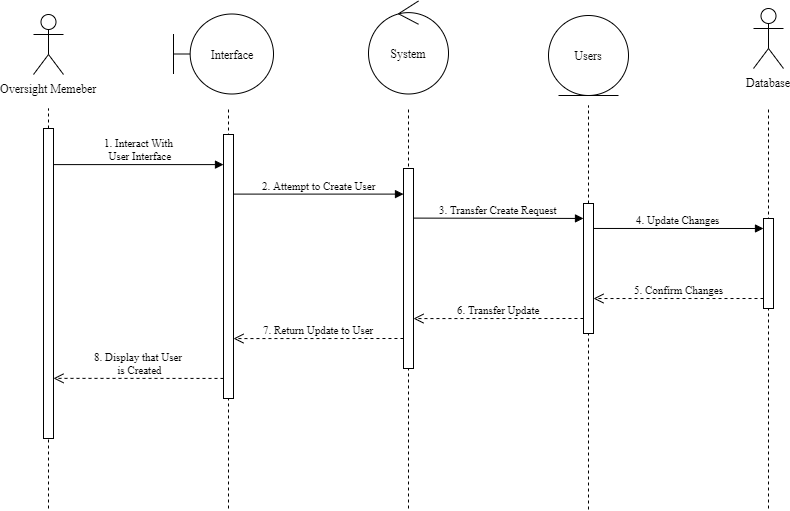 Oversight Memeber
Interface
System
Users
Database
1. Interact With
User Interface
2. Attempt to Create User
3. Transfer Create Request
4. Update Changes
5. Confirm Changes
6. Transfer Update
7. Return Update to User
8. Display that User
is Created